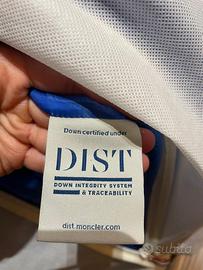 Down certified under
DIST
DOWN INTEGRITY SYSTEM
& TRACEABILITY
dist.moncler.com
subito